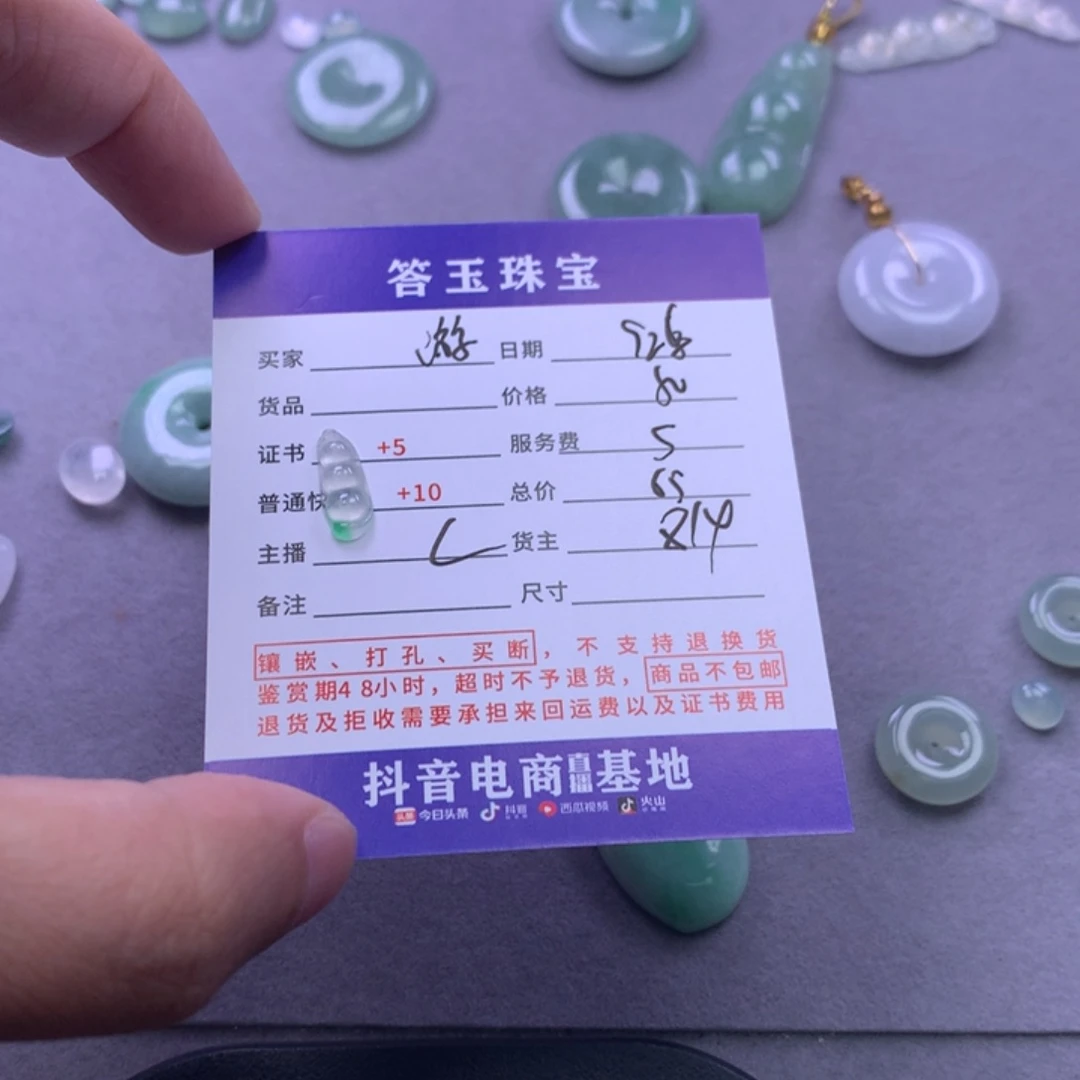 答玉珠宝
买家 游 日期
货品 价格 80
证书 +5 服务费 5
普通快 +10 总价
主播 L 货主 214
备注 尺寸
镶嵌、打孔、买断，不支持退换货
鉴赏期48小时，超时不予退货，商品不包邮
退货及拒收需要承担来回运费以及证书费用
抖音电商直播基地
头条 今日头条 抖音 西瓜视频 火山